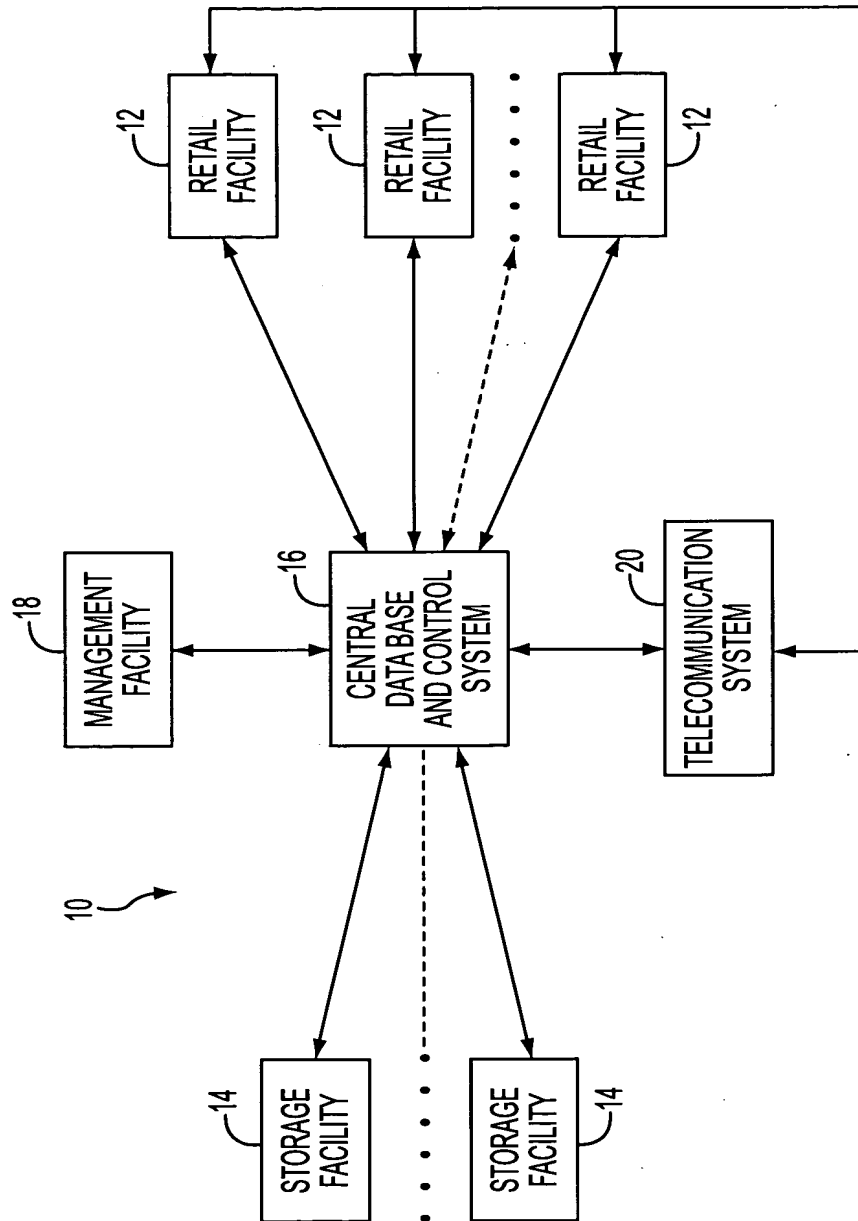 10
18
MANAGEMENT
FACILITY
12
RETAIL
FACILITY
14
STORAGE
FACILITY
16
CENTRAL
DATA BASE
AND CONTROL
SYSTEM
12
RETAIL
FACILITY
14
STORAGE
FACILITY
12
RETAIL
FACILITY
20
TELECOMMUNICATION
SYSTEM